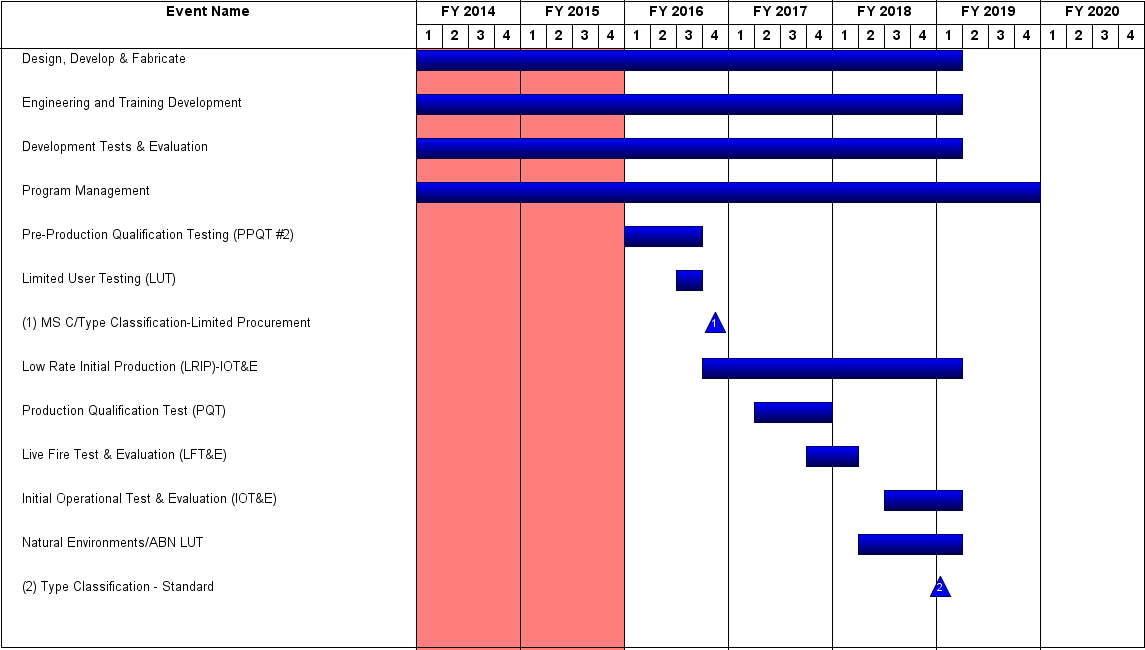 Event Name FY 2014 FY 2015 FY 2016 FY 2017 FY 2018 FY 2019 FY 2020
1 2 3 4 1 2 3 4 1 2 3 4 1 2 3 4 1 2 3 4 1 2 3 4 1 2 3 4
Design, Develop & Fabricate
Engineering and Training Development
Development Tests & Evaluation
Program Management
Pre-Production Qualification Testing (PPQT #2)
Limited User Testing (LUT)
(1) MS C/Type Classification-Limited Procurement 1
Low Rate Initial Production (LRIP)-IOT&E
Production Qualification Test (PQT)
Live Fire Test & Evaluation (LFT&E)
Initial Operational Test & Evaluation (IOT&E)
Natural Environments/ABN LUT
(2) Type Classification - Standard 2